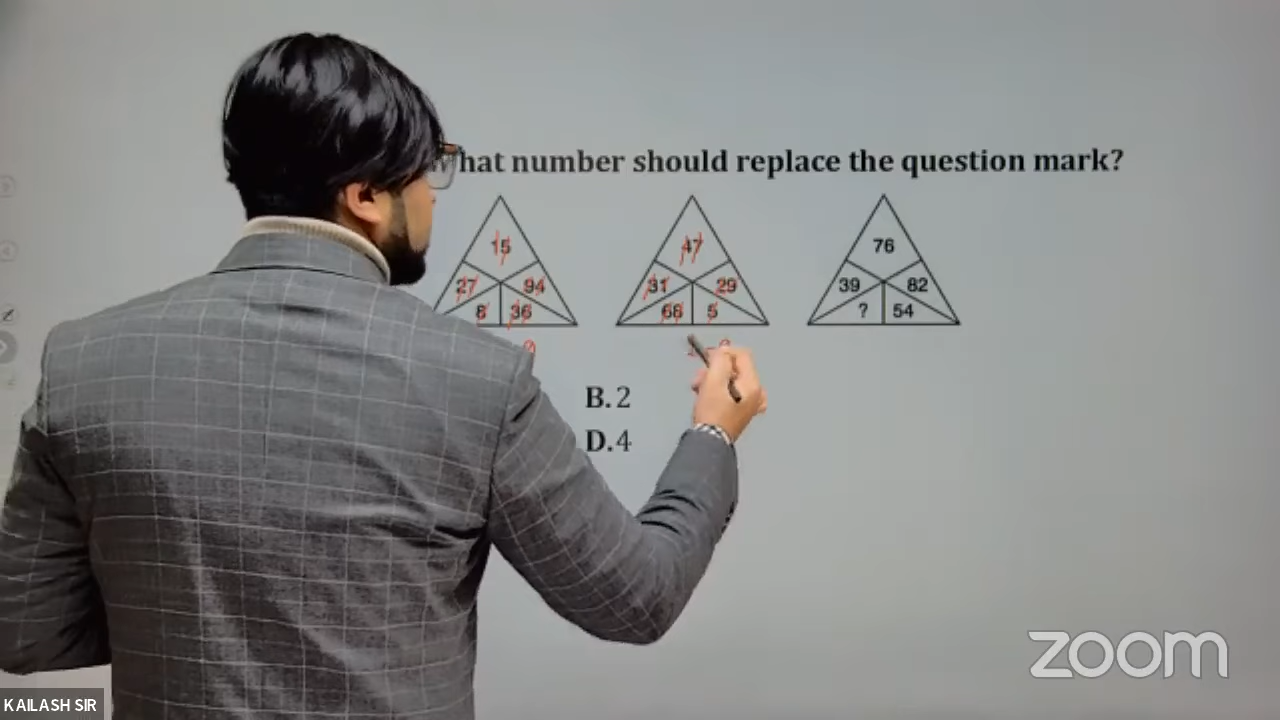 hat number should replace the question mark?
15 47 76
27 94 31 29 39 82
8 36 68 5 ? 54
B. 2
D. 4
zoom
KAILASH SIR